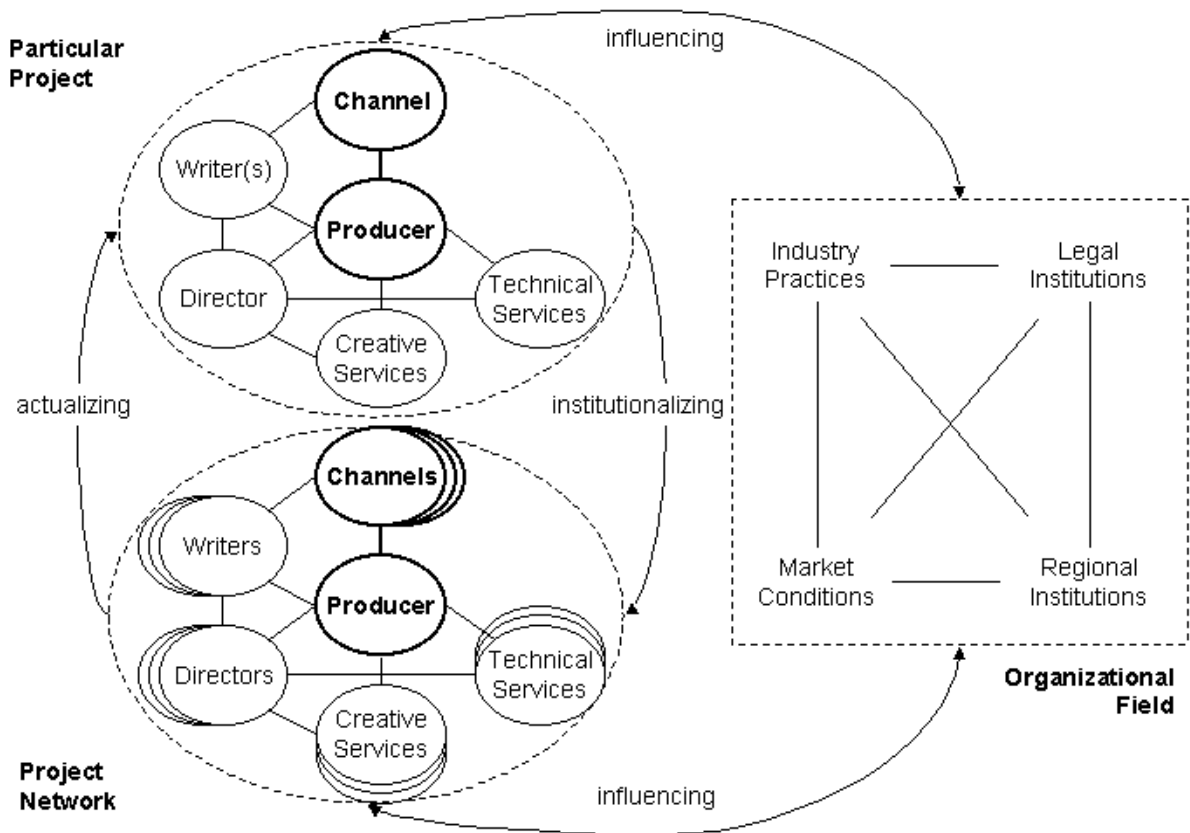 influencing
Particular
Project
Channel
Writer(s)
Producer
Director
Technical
Services
Creative
Services
Industry
Practices
Legal
Institutions
actualizing
institutionalizing
Channels
Writers
Producer
Directors
Technical
Services
Creative
Services
Market
Conditions
Regional
Institutions
Organizational
Field
Project
Network
influencing